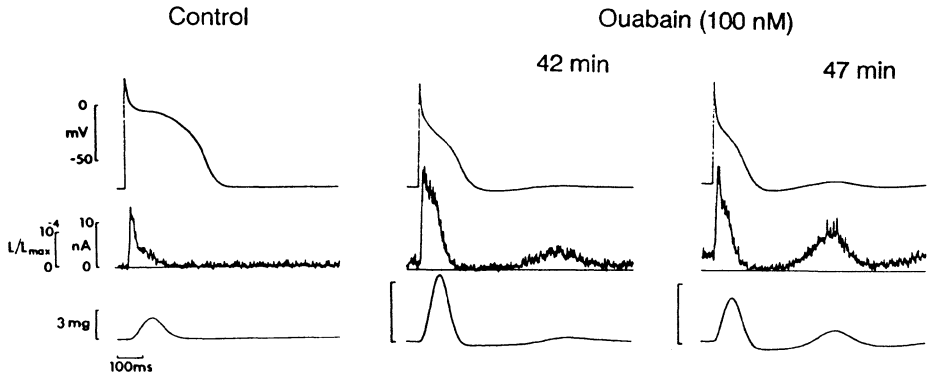 Control
Ouabain (100 nM)
42 min
47 min
0
mV
-50
10^-4
L/Lmax
0
10
nA
0
3 mg
100ms